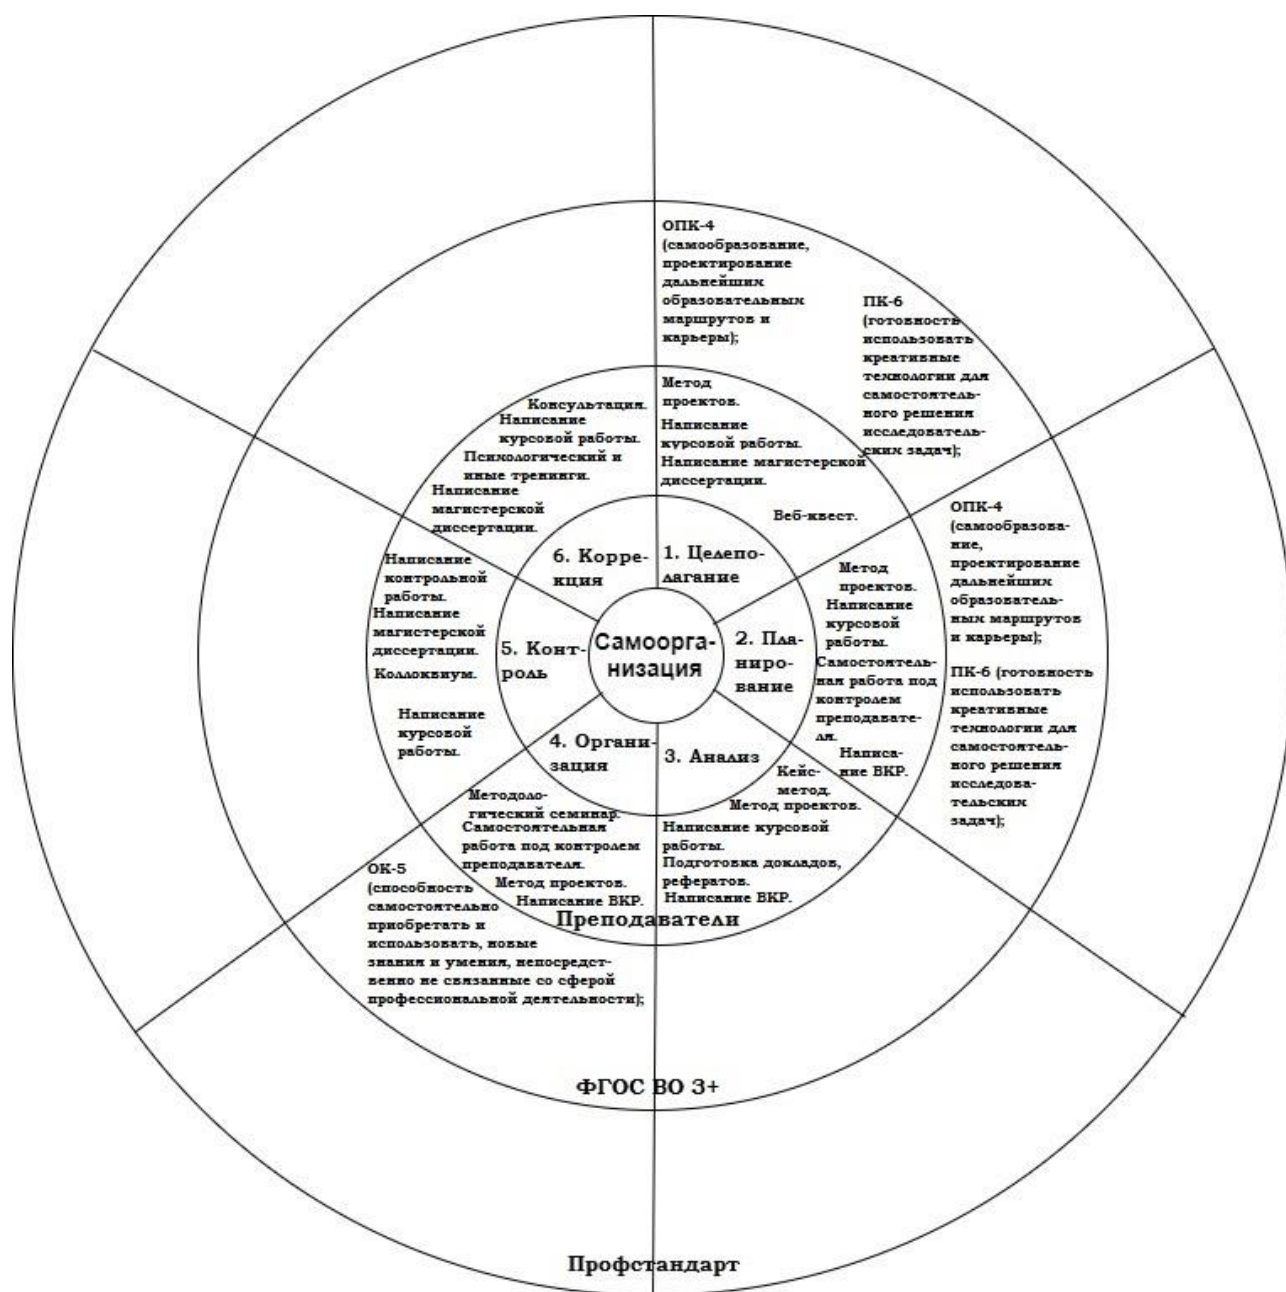 ОПК-4
(самообразование,
проектирование
дальнейших
образовательных
маршрутов и
карьеры);
ПК-6
(готовность
использовать
креативные
технологии для
самостоятель-
ного решения
исследователь-
ских задач);
Метод
проектов.
Написание
курсовой работы.
Написание магистерской
диссертации.
Веб-квест.
Консультация.
Написание
курсовой работы.
Психологический и
иные тренинги.
Написание
магистерской
диссертации.
ОПК-4
(самообразова-
ние,
проектирование
дальнейших
образователь-
ных маршрутов
и карьеры);
ПК-6 (готовность
использовать
креативные
технологии для
самостоятель-
ного решения
исследова-
тельских
задач);
6. Корре-
кция
1. Целепо-
лагание
Метод
проектов.
Написание
курсовой
работы.
Самостоятель-
ная работа под
контролем
преподавате-
ля.
Написа-
ние ВКР.
Написание
контрольной
работы.
Написание
магистерской
диссертации.
Коллоквиум.
Написание
курсовой
работы.
5. Конт-
роль
Самоорга-
низация
2. Пла-
ниро-
вание
4. Органи-
зация
3. Анализ
Кейс-
метод.
Метод проектов.
Написание курсовой
работы.
Подготовка докладов,
рефератов.
Написание ВКР.
Методоло-
гический семинар.
Самостоятельная
работа под контролем
преподавателя.
Метод проектов.
Написание ВКР.
Преподаватели
ОК-5
(способность
самостоятельно
приобретать и
использовать, новые
знания и умения, непосредст-
венно не связанные со сферой
профессиональной деятельности);
ФГОС ВО 3+
Профстандарт